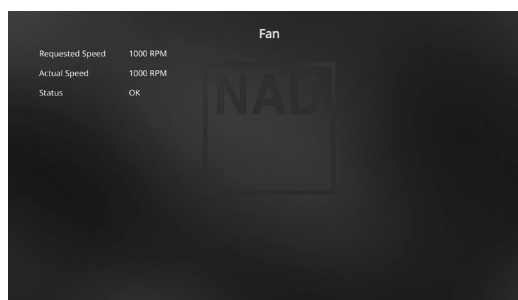 Fan
Requested Speed 1000 RPM
Actual Speed 1000 RPM
Status OK
NAD